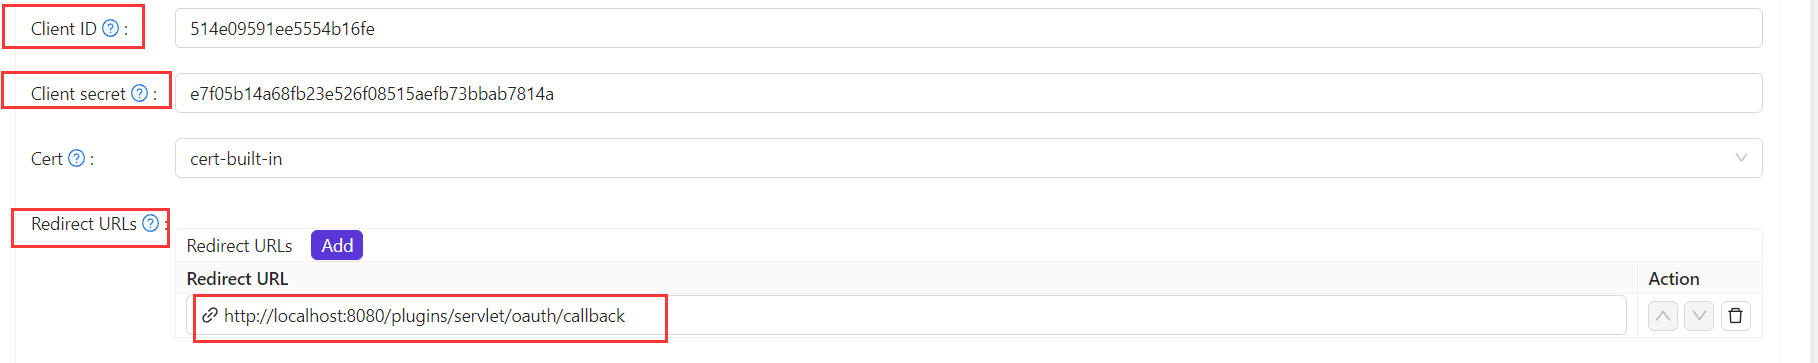 Client ID ? :
514e09591ee5554b16fe
Client secret ? :
e7f05b14a68fb23e526f08515aefb73bbab7814a
Cert ? :
cert-built-in
Redirect URLs ? :
Redirect URLs Add
Redirect URL Action
http://localhost:8080/plugins/servlet/oauth/callback